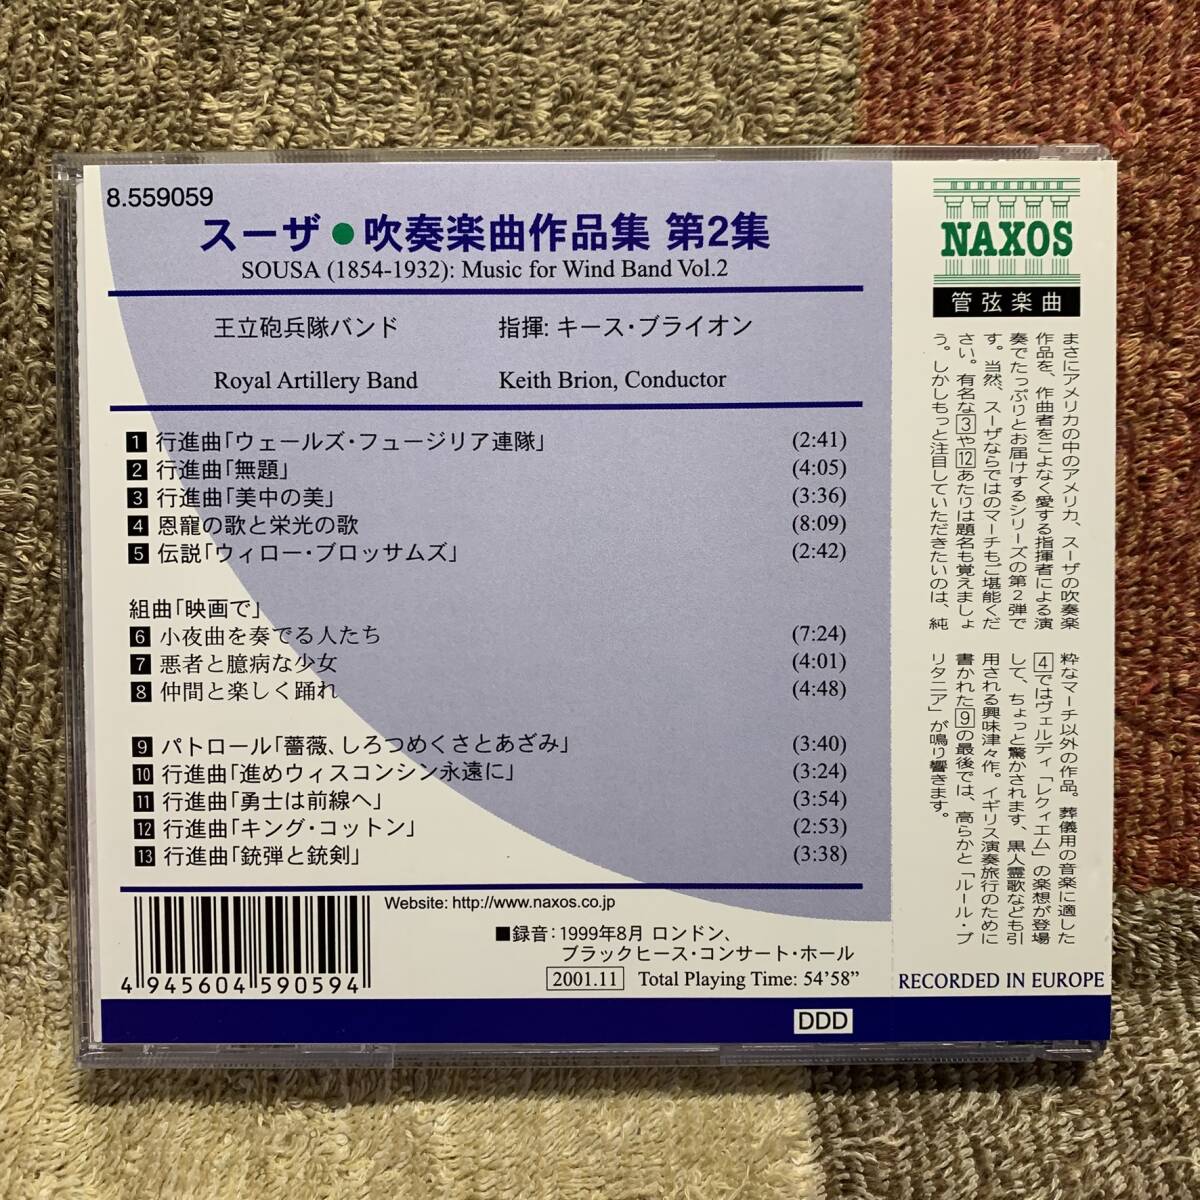 8.559059
スーザ●吹奏楽曲作品集 第2集
SOUSA (1854-1932): Music for Wind Band Vol.2
王立砲兵隊バンド 指揮: キース・ブライオン
Royal Artillery Band Keith Brion, Conductor
1 行進曲「ウェールズ・フュージリア連隊」 (2:41)
2 行進曲「無題」 (4:05)
3 行進曲「美中の美」 (3:36)
4 恩寵の歌と栄光の歌 (8:09)
5 伝説「ウィロー・ブロッサムズ」 (2:42)
組曲「映画で」
6 小夜曲を奏でる人たち (7:24)
7 悪者と臆病な少女 (4:01)
8 仲間と楽しく踊れ (4:48)
9 パトロール「薔薇、しろつめくさとあざみ」 (3:40)
10 行進曲「進めウィスコンシン永遠に」 (3:24)
11 行進曲「勇士は前線へ」 (3:54)
12 行進曲「キング・コットン」 (2:53)
13 行進曲「銃弾と銃剣」 (3:38)
Website: http://www.naxos.co.jp
■録音:1999年8月 ロンドン、
ブラックヒース・コンサート・ホール
2001.11 Total Playing Time: 54’58”
4 945604 590594
DDD
NAXOS
管弦楽曲
まさにアメリカの中のアメリカ、スーザの吹奏楽
作品を、作曲者をこよなく愛する指揮者による演
奏でたっぷりとお届けするシリーズの第2弾で
す。当然、スーザならではのマーチもご堪能くだ
さい。有名な3や12あたりは題名も覚えましょ
う。しかしもっと注目していただきたいのは、純
粋なマーチ以外の作品。葬儀用の音楽に適した
4ではヴェルディ「レクィエム」の楽想が登場
して、ちょっと驚かされます、黒人霊歌なども引
用される興味津々作。イギリス演奏旅行のために
書かれた9の最後では、高らかと「ルール・ブ
リタニア」が鳴り響きます。
RECORDED IN EUROPE